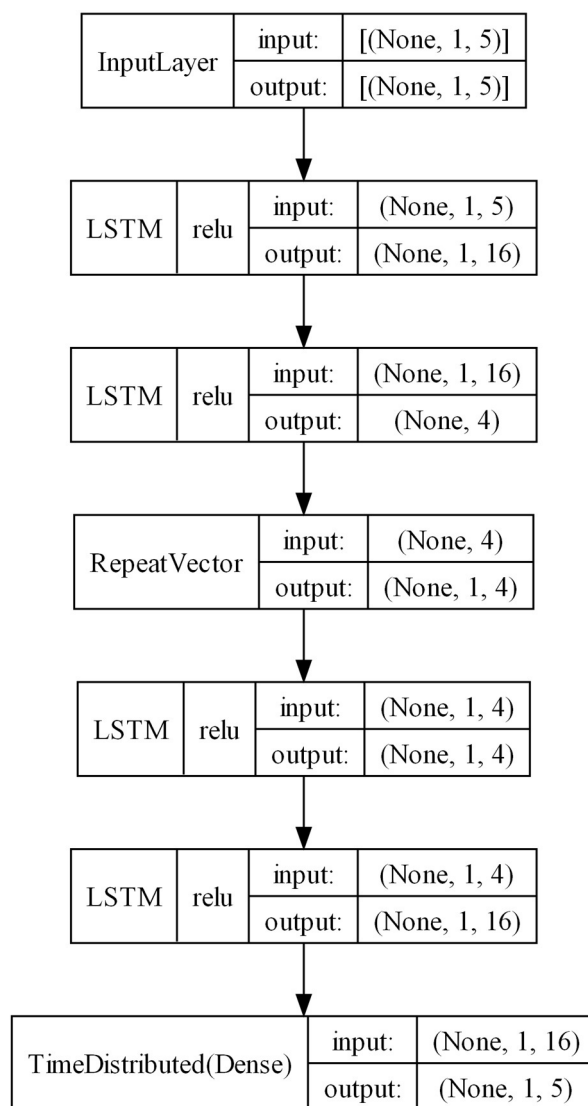 InputLayer input: [(None, 1, 5)]
output: [(None, 1, 5)]
LSTM relu input: (None, 1, 5)
output: (None, 1, 16)
LSTM relu input: (None, 1, 16)
output: (None, 4)
RepeatVector input: (None, 4)
output: (None, 1, 4)
LSTM relu input: (None, 1, 4)
output: (None, 1, 4)
LSTM relu input: (None, 1, 4)
output: (None, 1, 16)
TimeDistributed(Dense) input: (None, 1, 16)
output: (None, 1, 5)